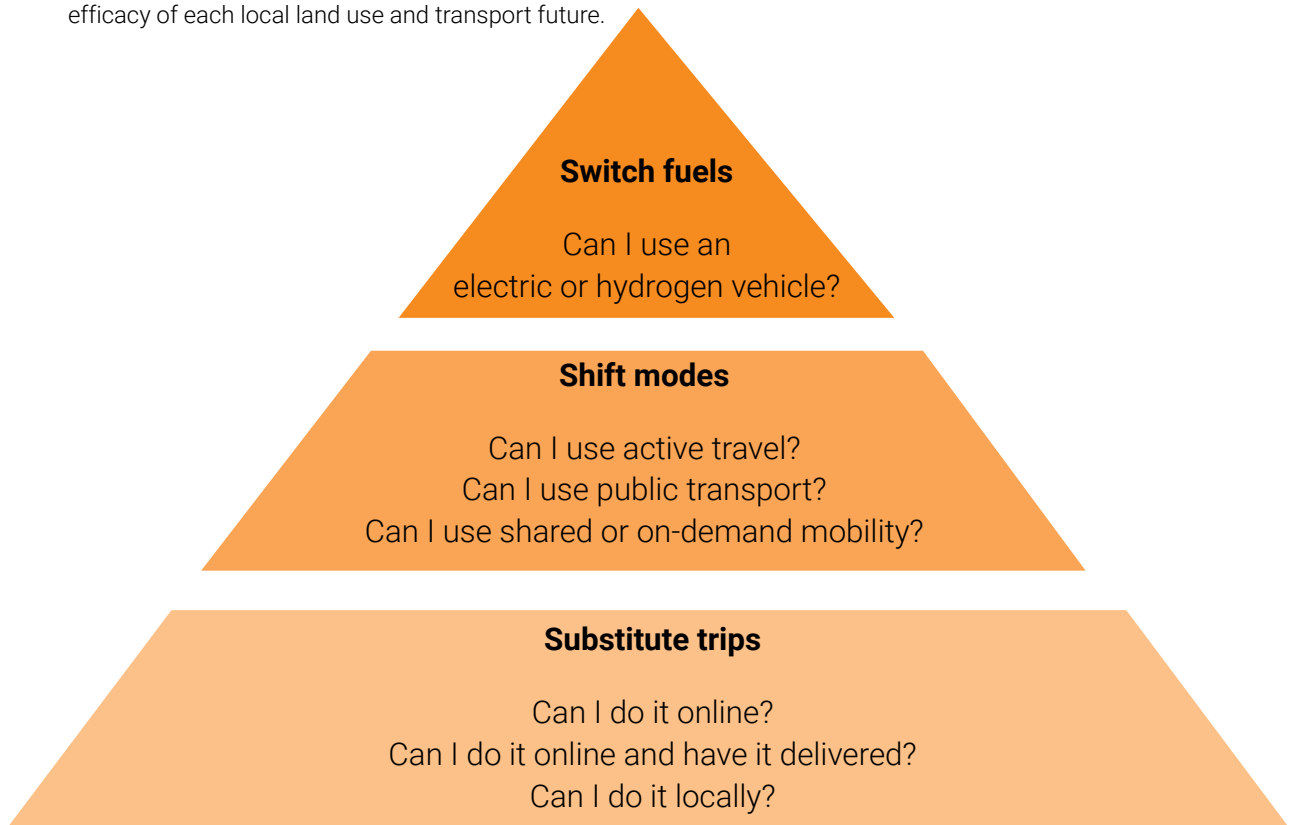 efficacy of each local land use and transport future.
Switch fuels
Can I use an
electric or hydrogen vehicle?
Shift modes
Can I use active travel?
Can I use public transport?
Can I use shared or on-demand mobility?
Substitute trips
Can I do it online?
Can I do it online and have it delivered?
Can I do it locally?